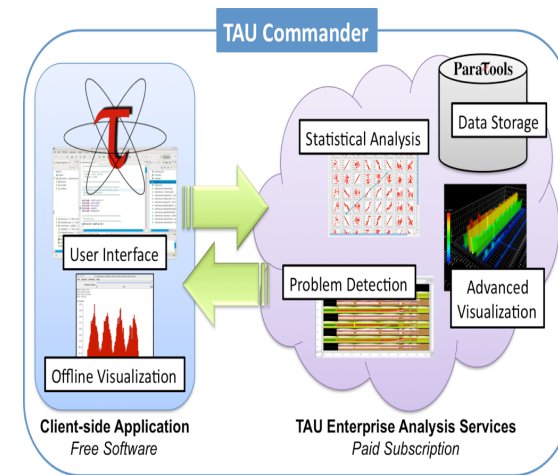 TAU Commander
ParaTools
Data Storage
Statistical Analysis
User Interface
Problem Detection
Advanced
Visualization
Offline Visualization
Client-side Application
Free Software
TAU Enterprise Analysis Services
Paid Subscription